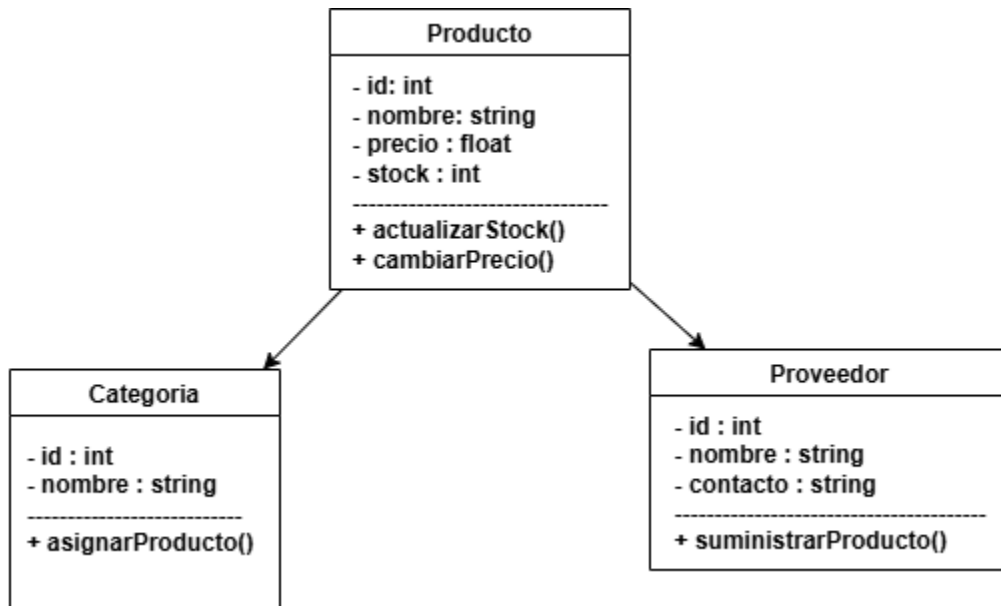 Producto
- id: int
- nombre: string
- precio : float
- stock : int
--------------------------------
+ actualizarStock()
+ cambiarPrecio()
Categoria
- id : int
- nombre : string
---------------------------
+ asignarProducto()
Proveedor
- id : int
- nombre : string
- contacto : string
---------------------------------------
+ suministrarProducto()